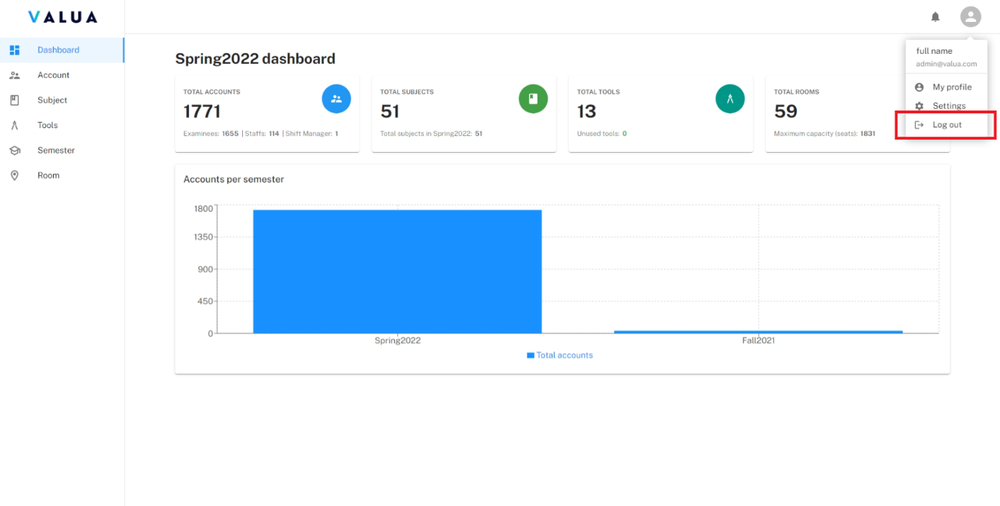 VALUA
Dashboard
Account
Subject
Tools
Semester
Room
full name
admin@valua.com
My profile
Settings
Log out
Spring2022 dashboard
TOTAL ACCOUNTS
1771
Examinees: 1655 | Staffs: 114 | Shift Manager: 1
TOTAL SUBJECTS
51
Total subjects in Spring2022: 51
TOTAL TOOLS
13
Unused tools: 0
TOTAL ROOMS
59
Maximum capacity (seats): 1831
Accounts per semester
1800
1350
900
450
0
Spring2022
Fall2021
Total accounts